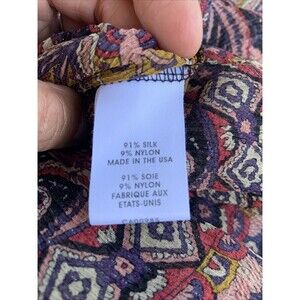 91% SILK
9% NYLON
MADE IN THE USA
91% SOIE
9% NYLON
FABRIQUE AUX
ETATS-UNIS